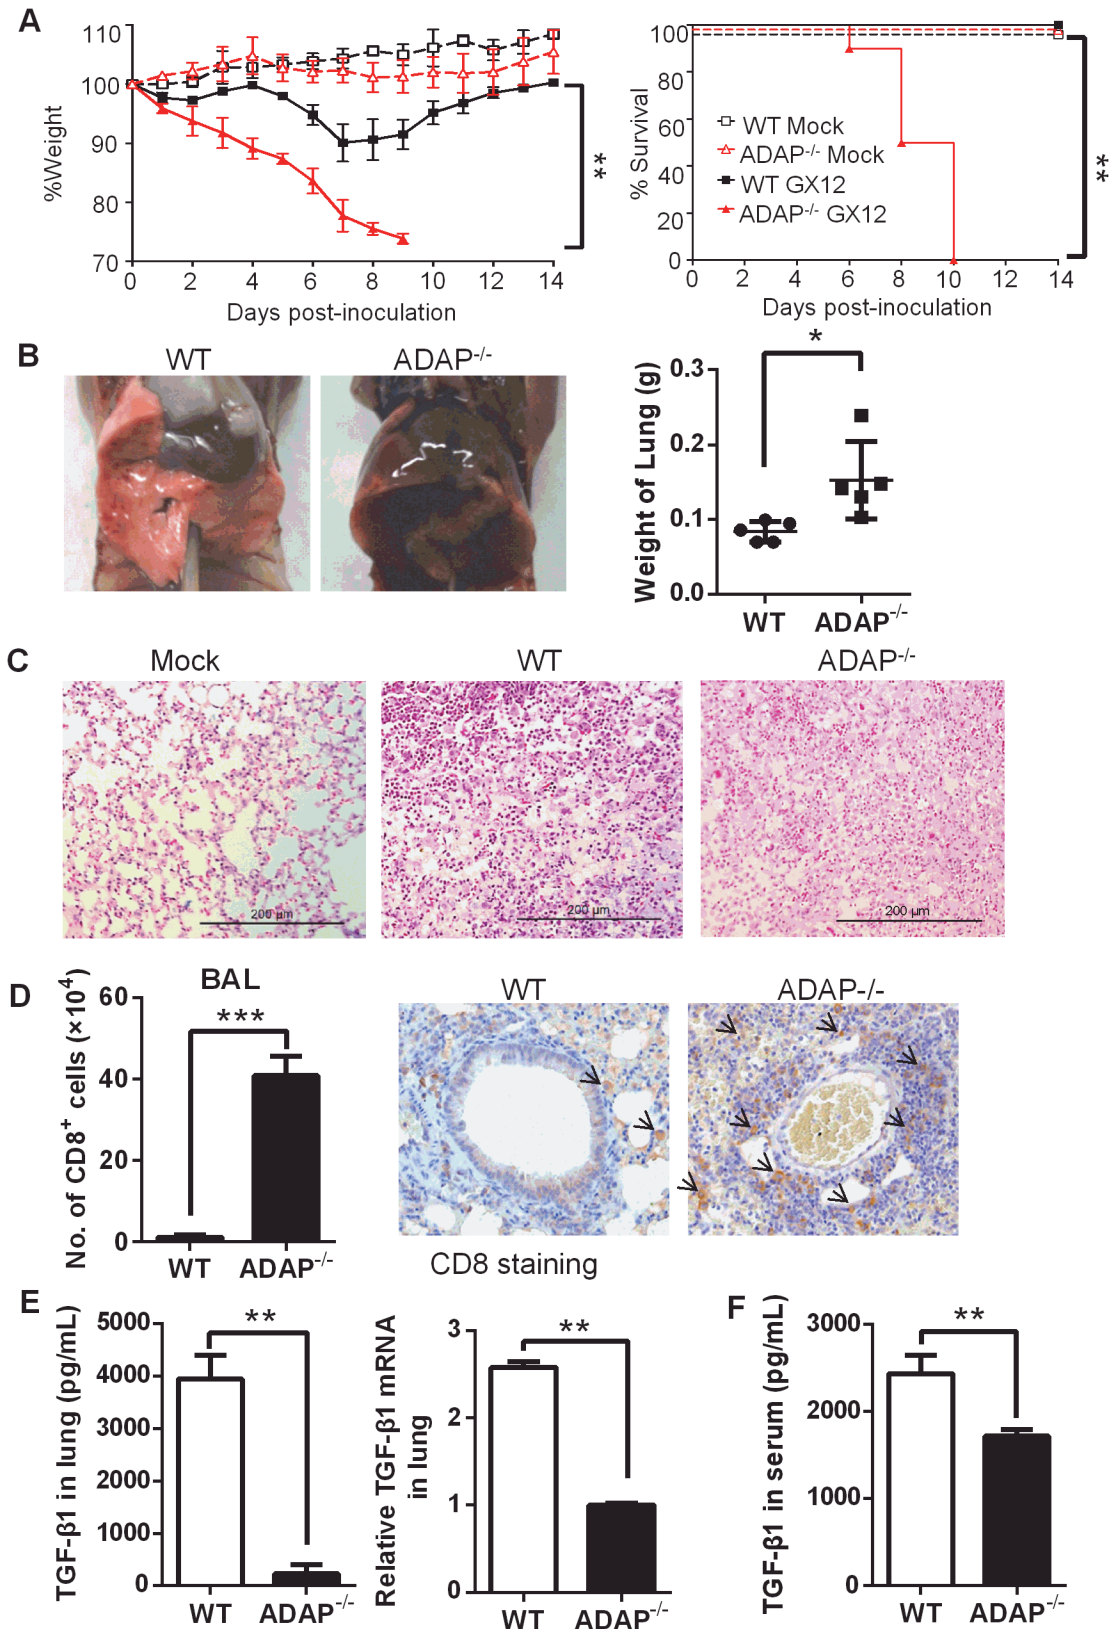 A
%Weight
110
100
90
80
70
0 2 4 6 8 10 12 14
Days post-inoculation
**
% Survival
100
80
60
40
20
0
0 2 4 6 8 10 12 14
Days post-inoculation
WT Mock
ADAP-/- Mock
WT GX12
ADAP-/- GX12
**
B
WT
ADAP-/-
Weight of Lung (g)
0.3
0.2
0.1
0.0
*
WT ADAP-/-
C
Mock
WT
ADAP-/-
200 µm
200 µm
200 µm
D
BAL
No. of CD8+ cells (×10⁴)
60
40
20
0
***
WT ADAP-/-
WT
ADAP-/-
CD8 staining
E
TGF-β1 in lung (pg/mL)
5000
4000
3000
2000
1000
0
**
WT ADAP-/-
Relative TGF-β1 mRNA
in lung
3
2
1
0
**
WT ADAP-/-
F
TGF-β1 in serum (pg/mL)
3000
2000
1000
0
**
WT ADAP-/-